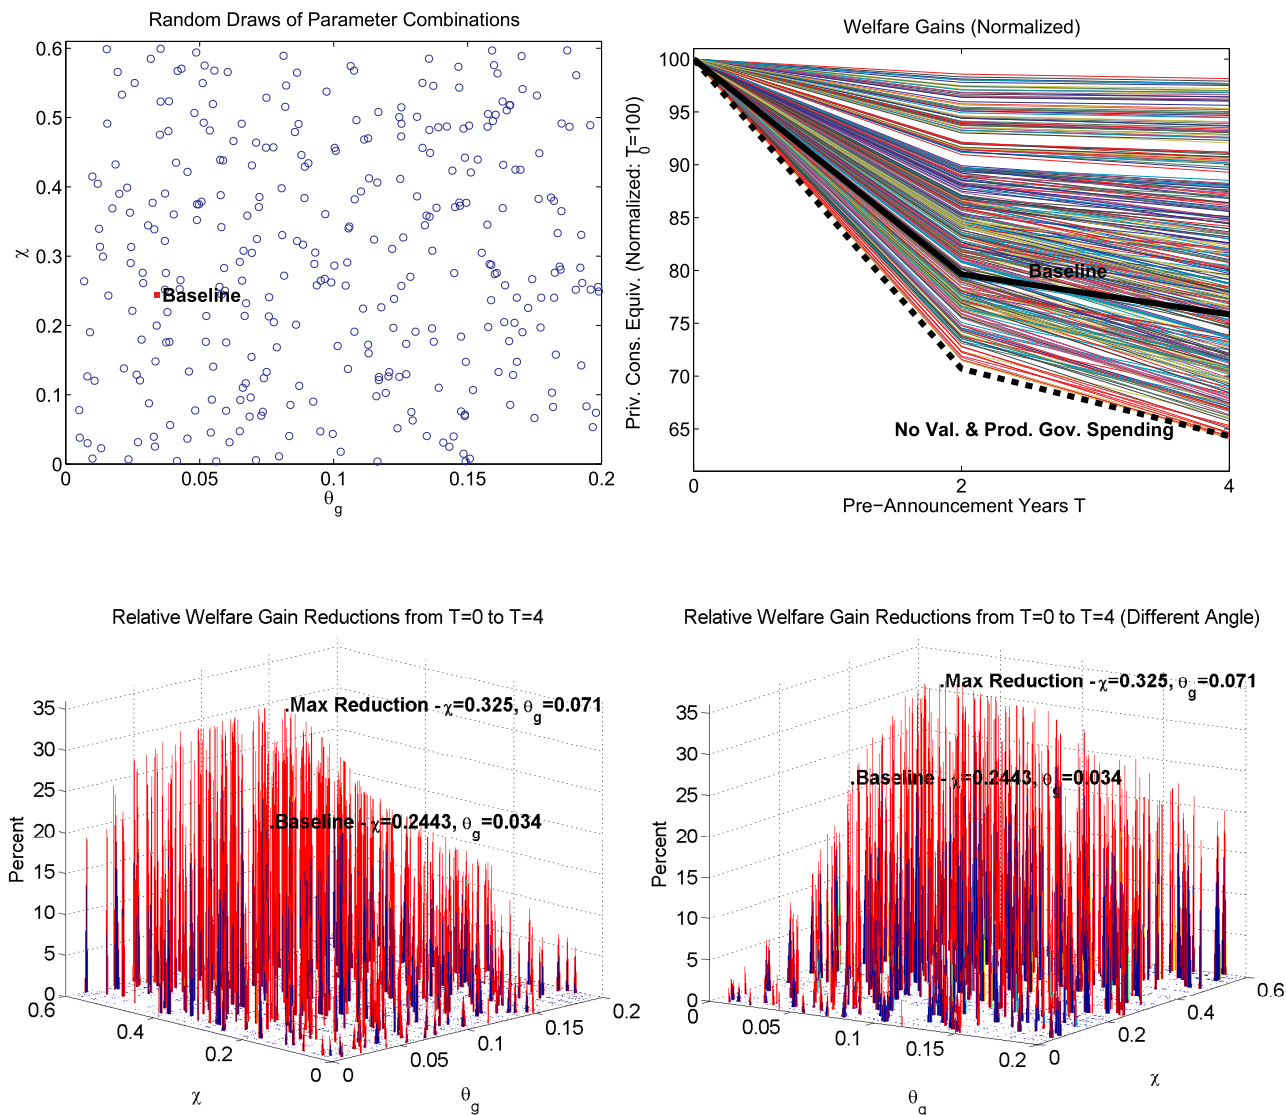 Random Draws of Parameter Combinations
0.6
0.5
0.4
0.3
0.2
0.1
0
χ
Baseline
0
0.05
0.1
0.15
0.2
θg
Welfare Gains (Normalized)
100
95
90
85
80
75
70
65
Priv. Cons. Equiv. (Normalized: T0=100)
Baseline
No Val. & Prod. Gov. Spending
0
2
4
Pre−Announcement Years T
Relative Welfare Gain Reductions from T=0 to T=4
.Max Reduction - χ=0.325, θg=0.071
.Baseline - χ=0.2443, θg=0.034
35
30
25
20
15
10
5
0
Percent
0.6
0.4
0.2
0
χ
0
0.05
0.1
0.15
0.2
θg
Relative Welfare Gain Reductions from T=0 to T=4 (Different Angle)
.Max Reduction - χ=0.325, θg=0.071
.Baseline - χ=0.2443, θg=0.034
35
30
25
20
15
10
5
0
Percent
0
0.05
0.1
0.15
0.2
θg
0
0.2
0.4
0.6
χ